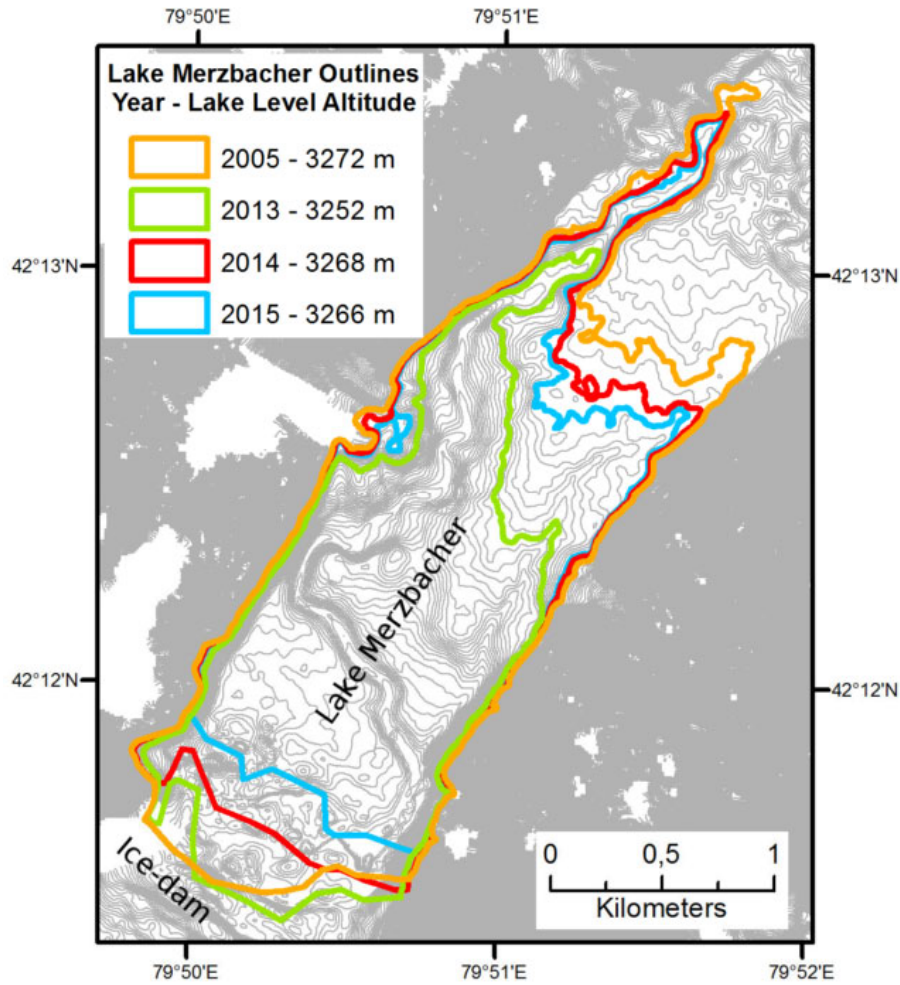 79°50'E 79°51'E
Lake Merzbacher Outlines
Year - Lake Level Altitude
2005 - 3272 m
2013 - 3252 m
2014 - 3268 m
2015 - 3266 m
42°13'N 42°13'N
Lake Merzbacher
42°12'N 42°12'N
Ice-dam
0 0,5 1
Kilometers
79°50'E 79°51'E 79°52'E